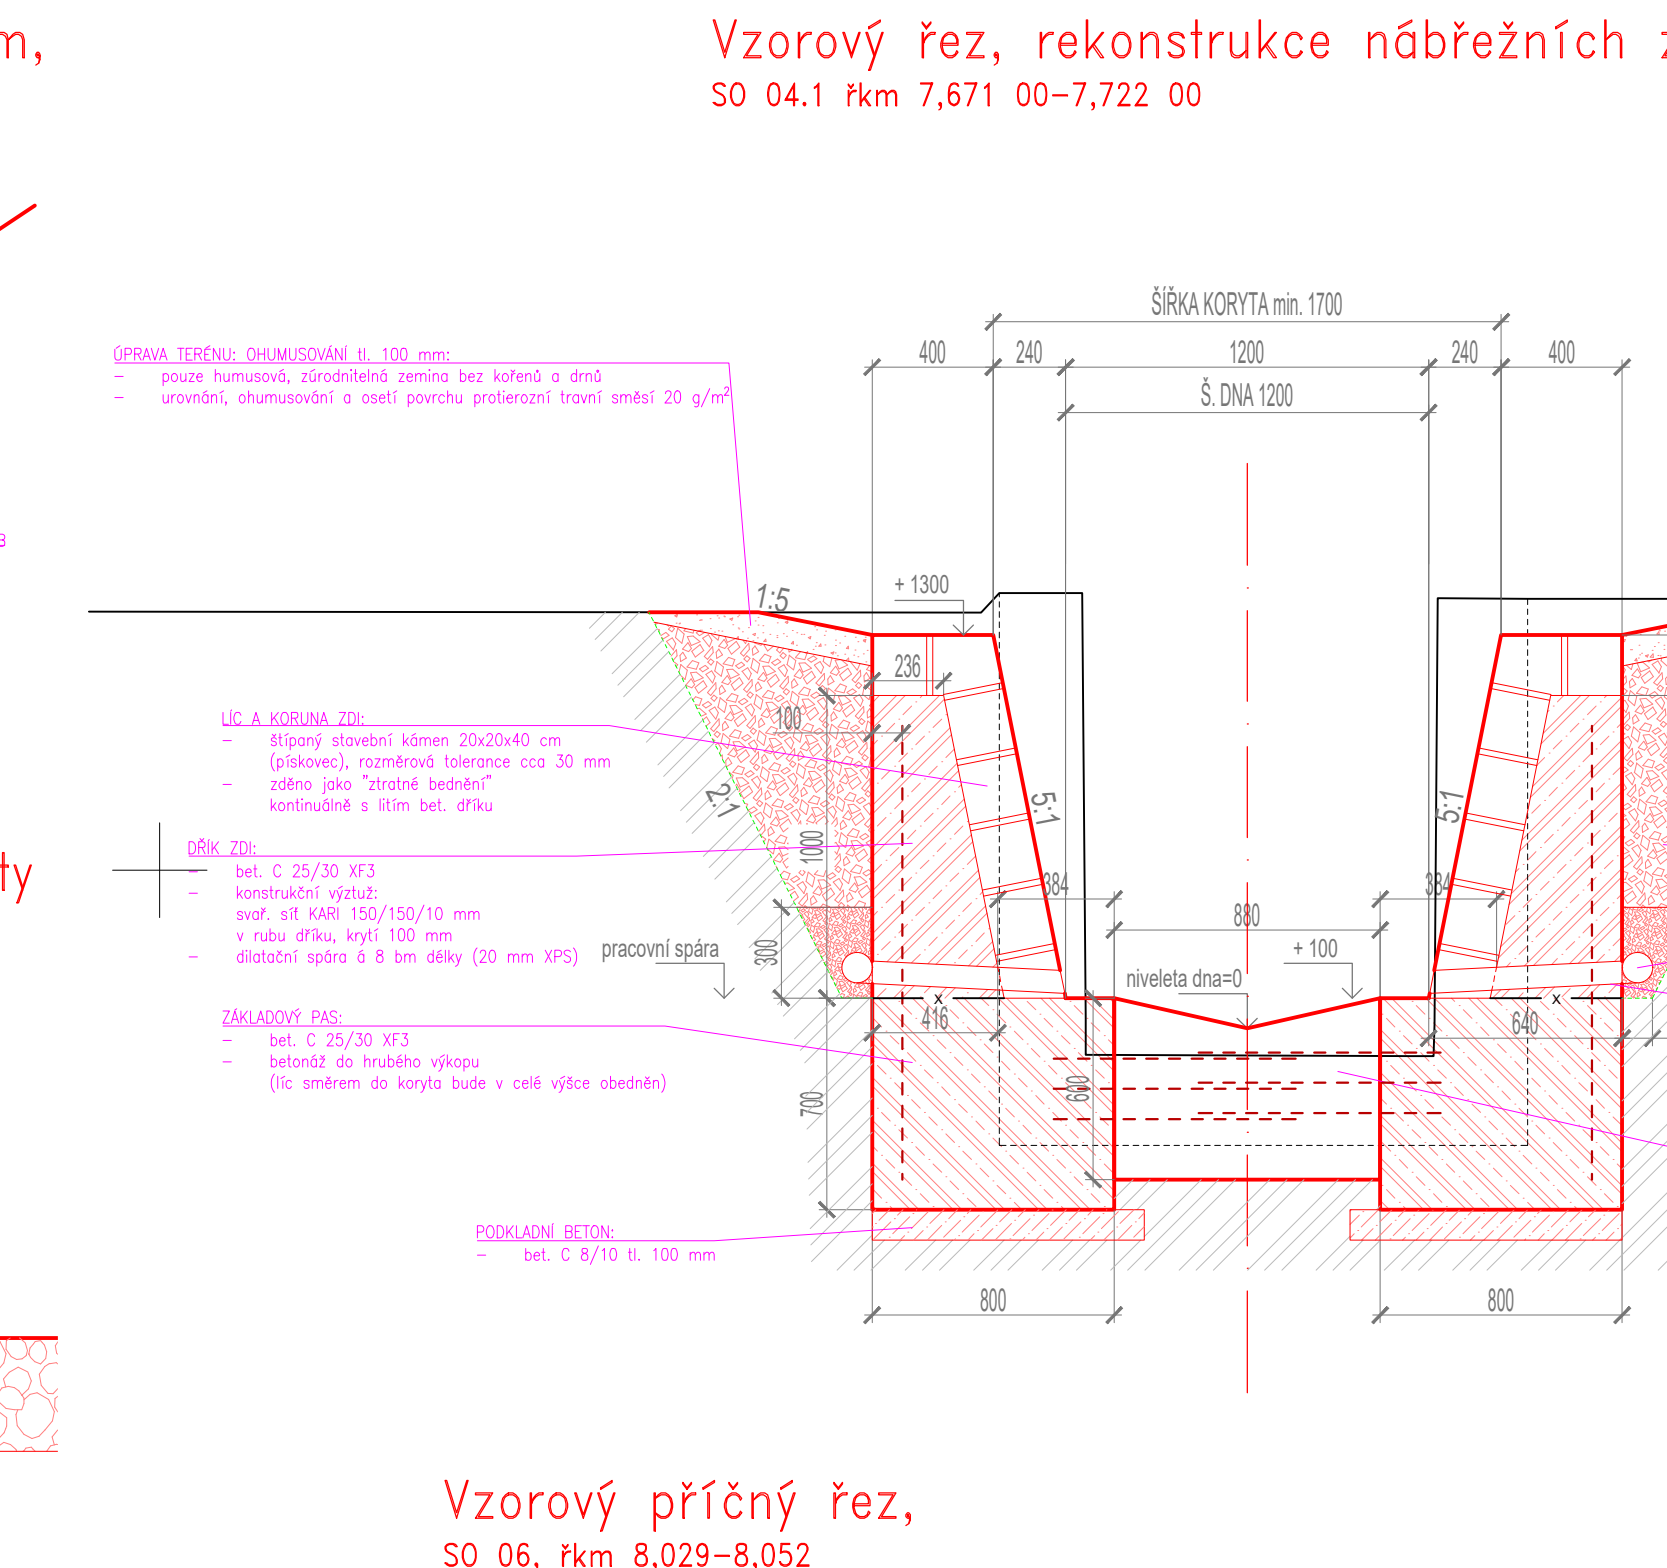 m,
Vzorový řez, rekonstrukce nábřežních z
SO 04.1 řkm 7,671 00-7,722 00
ŠÍŘKA KORYTA min. 1700
400
240
1200
240
400
Š. DNA 1200
ÚPRAVA TERÉNU: OHUMUSOVÁNÍ tl. 100 mm:
- pouze humusová, zúrodnitelná zemina bez kořenů a drnů
- urovnání, ohumusování a osetí povrchu protierozní travní směsí 20 g/m²
1:5
+ 1300
236
100
LÍC A KORUNA ZDI:
- štípaný stavební kámen 20x20x40 cm
(pískovec), rozměrová tolerance cca 30 mm
- zděno jako "ztratné bednění"
kontinuálně s litím bet. dříku
2:1
5:1
5:1
1000
DŘÍK ZDI:
- bet. C 25/30 XF3
- konstrukční výztuž:
svař. síť KARI 150/150/10 mm
v rubu dříku, krytí 100 mm
- dilatační spára á 8 bm délky (20 mm XPS)
ty
384
384
880
300
pracovní spára
+ 100
niveleta dna=0
x
x
416
640
ZÁKLADOVÝ PAS:
- bet. C 25/30 XF3
- betonáž do hrubého výkopu
(líc směrem do koryta bude v celé výšce obedněn)
700
600
PODKLADNÍ BETON:
- bet. C 8/10 tl. 100 mm
800
800
Vzorový příčný řez,
SO 06, řkm 8,029-8,052